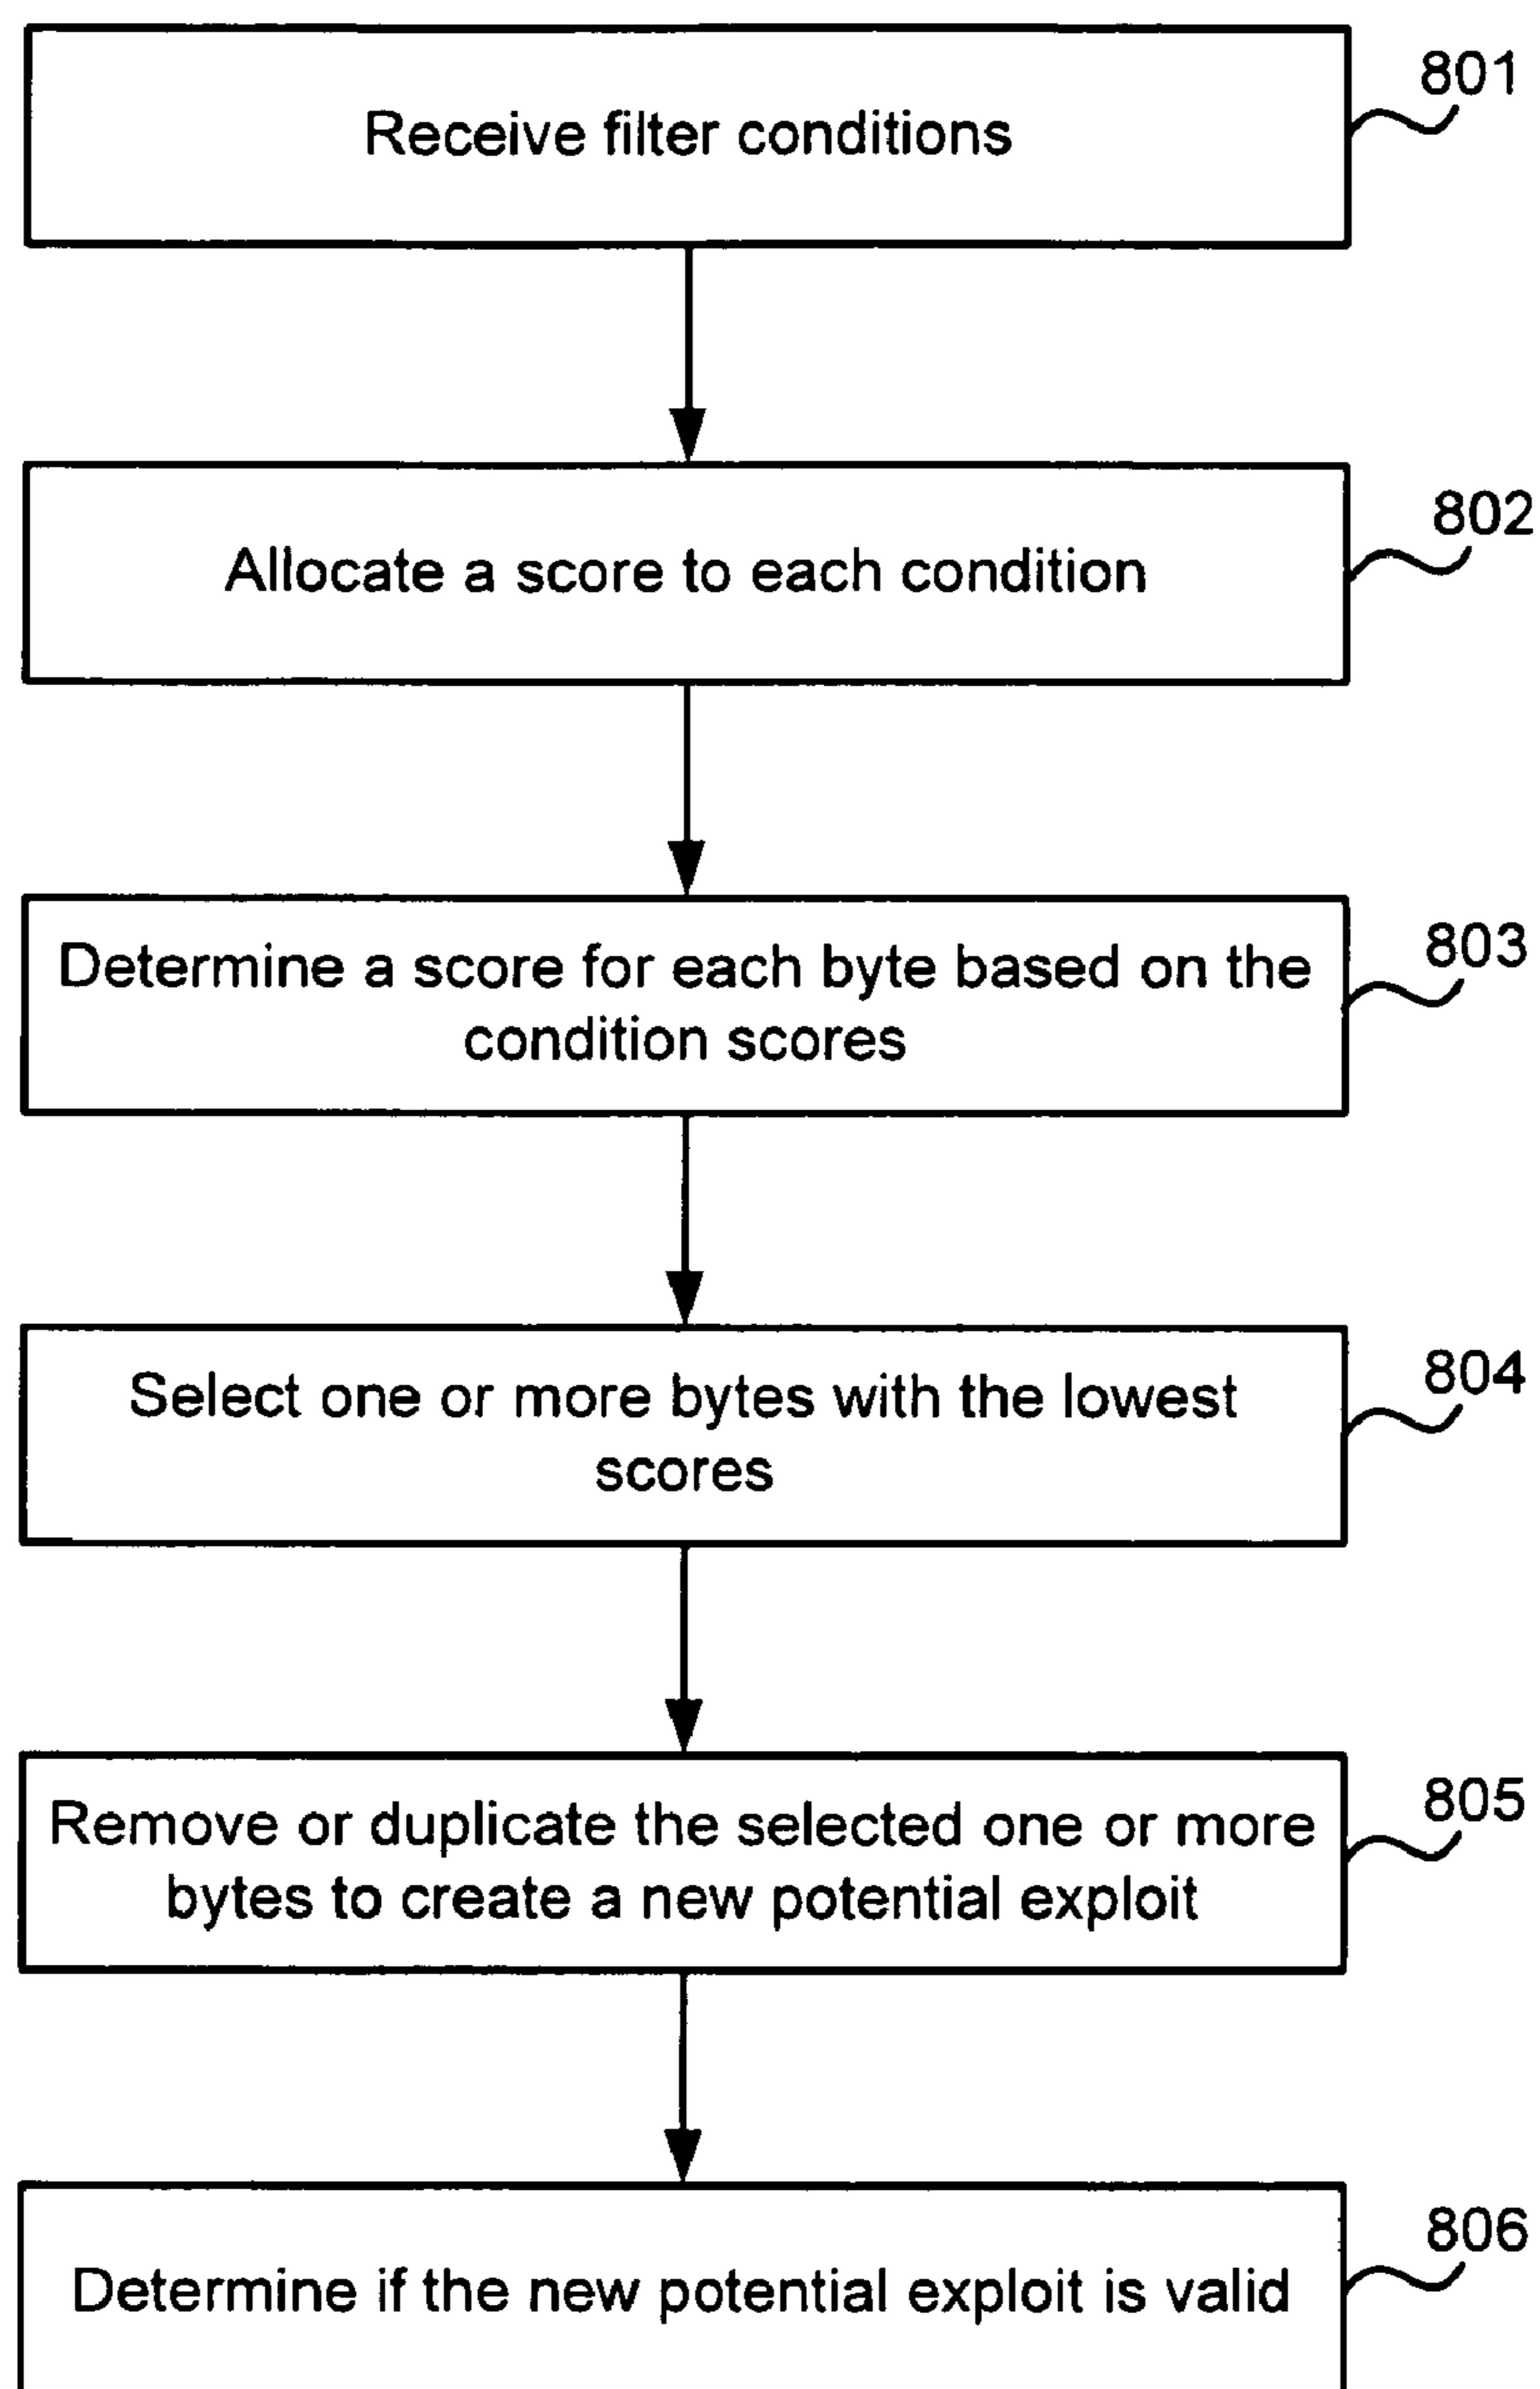 801
Receive filter conditions
802
Allocate a score to each condition
803
Determine a score for each byte based on the
condition scores
804
Select one or more bytes with the lowest
scores
805
Remove or duplicate the selected one or more
bytes to create a new potential exploit
806
Determine if the new potential exploit is valid